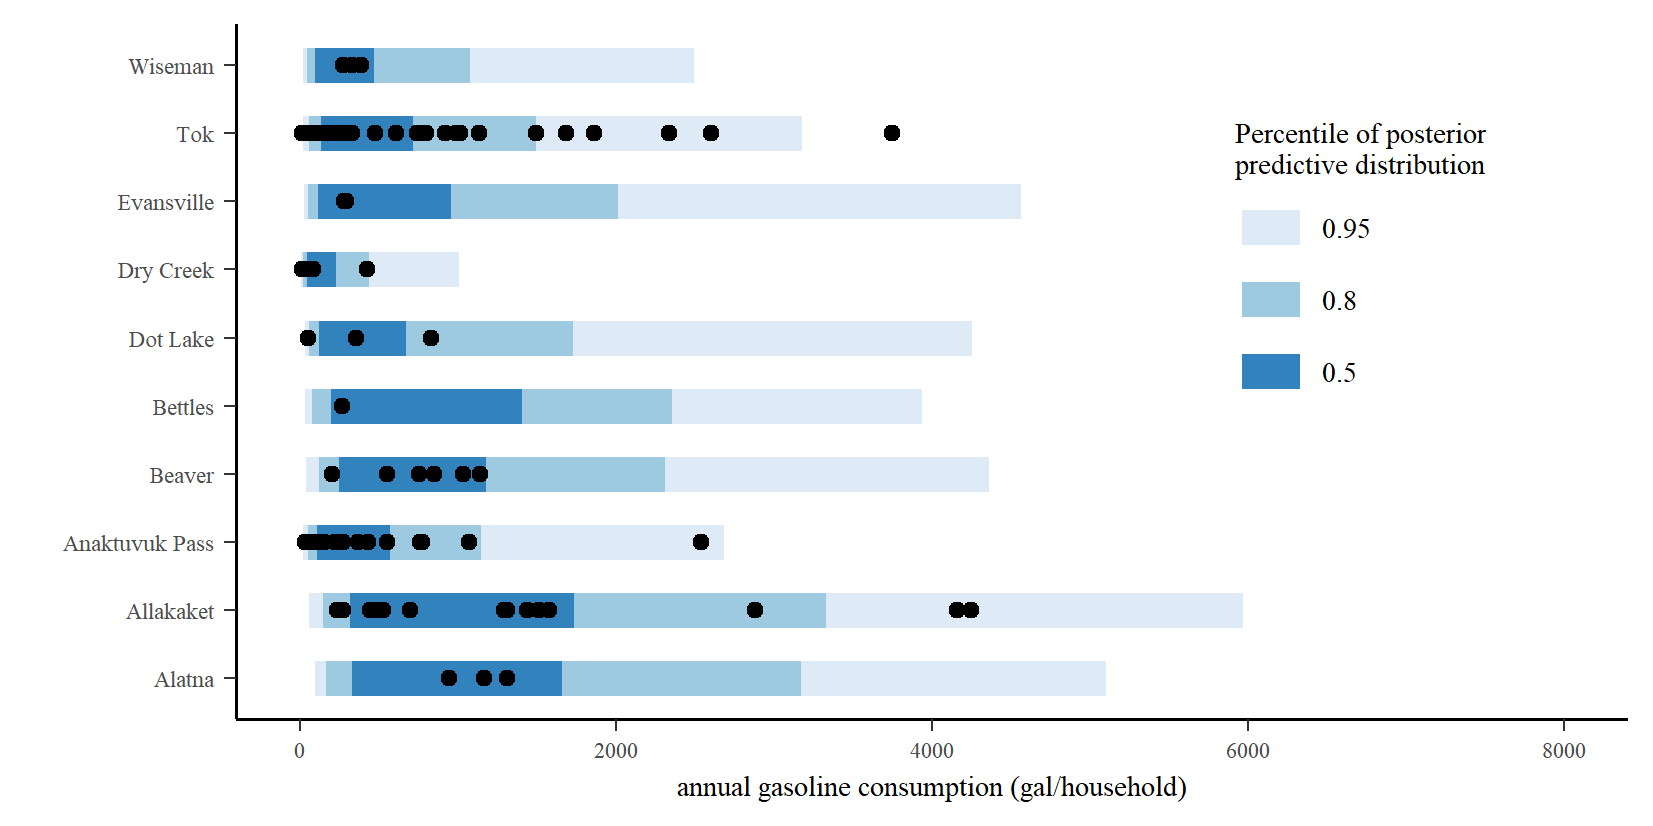 Wiseman
Tok
Evansville
Dry Creek
Dot Lake
Bettles
Beaver
Anaktuvuk Pass
Allakaket
Alatna
0
2000
4000
6000
8000
annual gasoline consumption (gal/household)
Percentile of posterior
predictive distribution
0.95
0.8
0.5